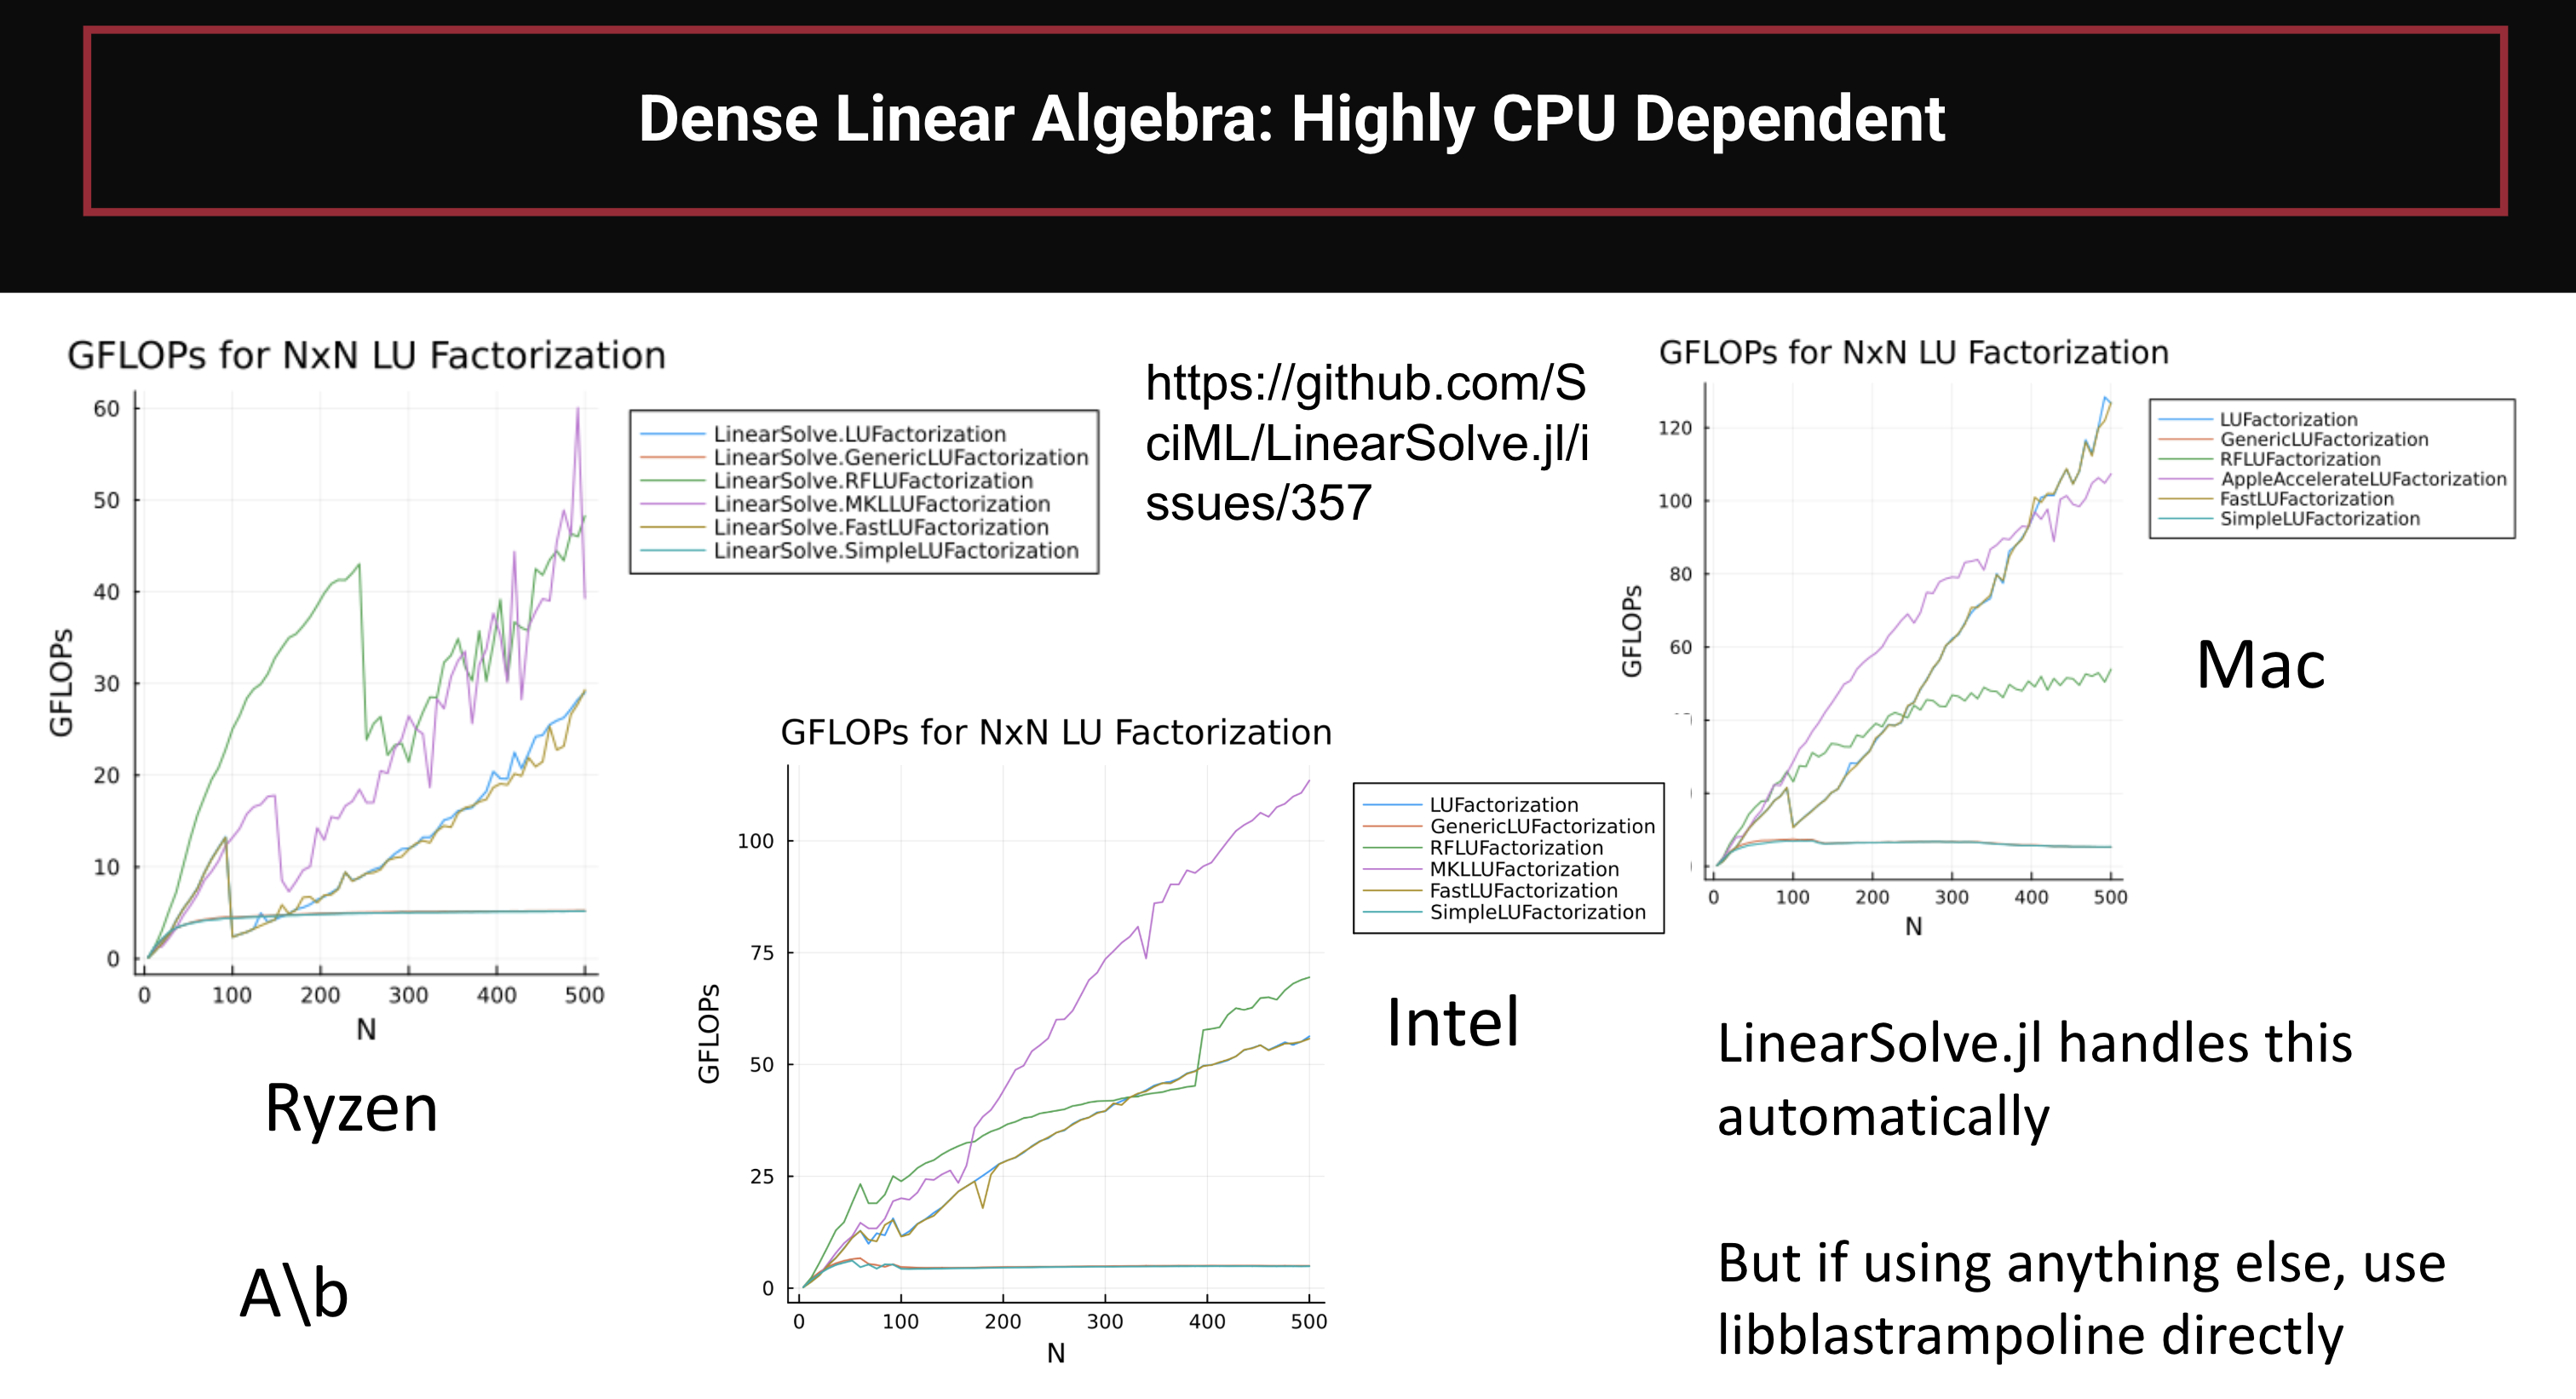 Dense Linear Algebra: Highly CPU Dependent
GFLOPs for NxN LU Factorization
60
50
40
30
20
10
0
GFLOPs
0 100 200 300 400 500
N
LinearSolve.LUFactorization
LinearSolve.GenericLUFactorization
LinearSolve.RFLUFactorization
LinearSolve.MKLLUFactorization
LinearSolve.FastLUFactorization
LinearSolve.SimpleLUFactorization
Ryzen
A\b
https://github.com/S
ciML/LinearSolve.jl/i
ssues/357
GFLOPs for NxN LU Factorization
100
75
50
25
0
GFLOPs
0 100 200 300 400 500
N
LUFactorization
GenericLUFactorization
RFLUFactorization
MKLLUFactorization
FastLUFactorization
SimpleLUFactorization
Intel
GFLOPs for NxN LU Factorization
120
100
80
60
GFLOPs
0 100 200 300 400 500
N
LUFactorization
GenericLUFactorization
RFLUFactorization
AppleAccelerateLUFactorization
FastLUFactorization
SimpleLUFactorization
Mac
LinearSolve.jl handles this
automatically
But if using anything else, use
libblastrampoline directly